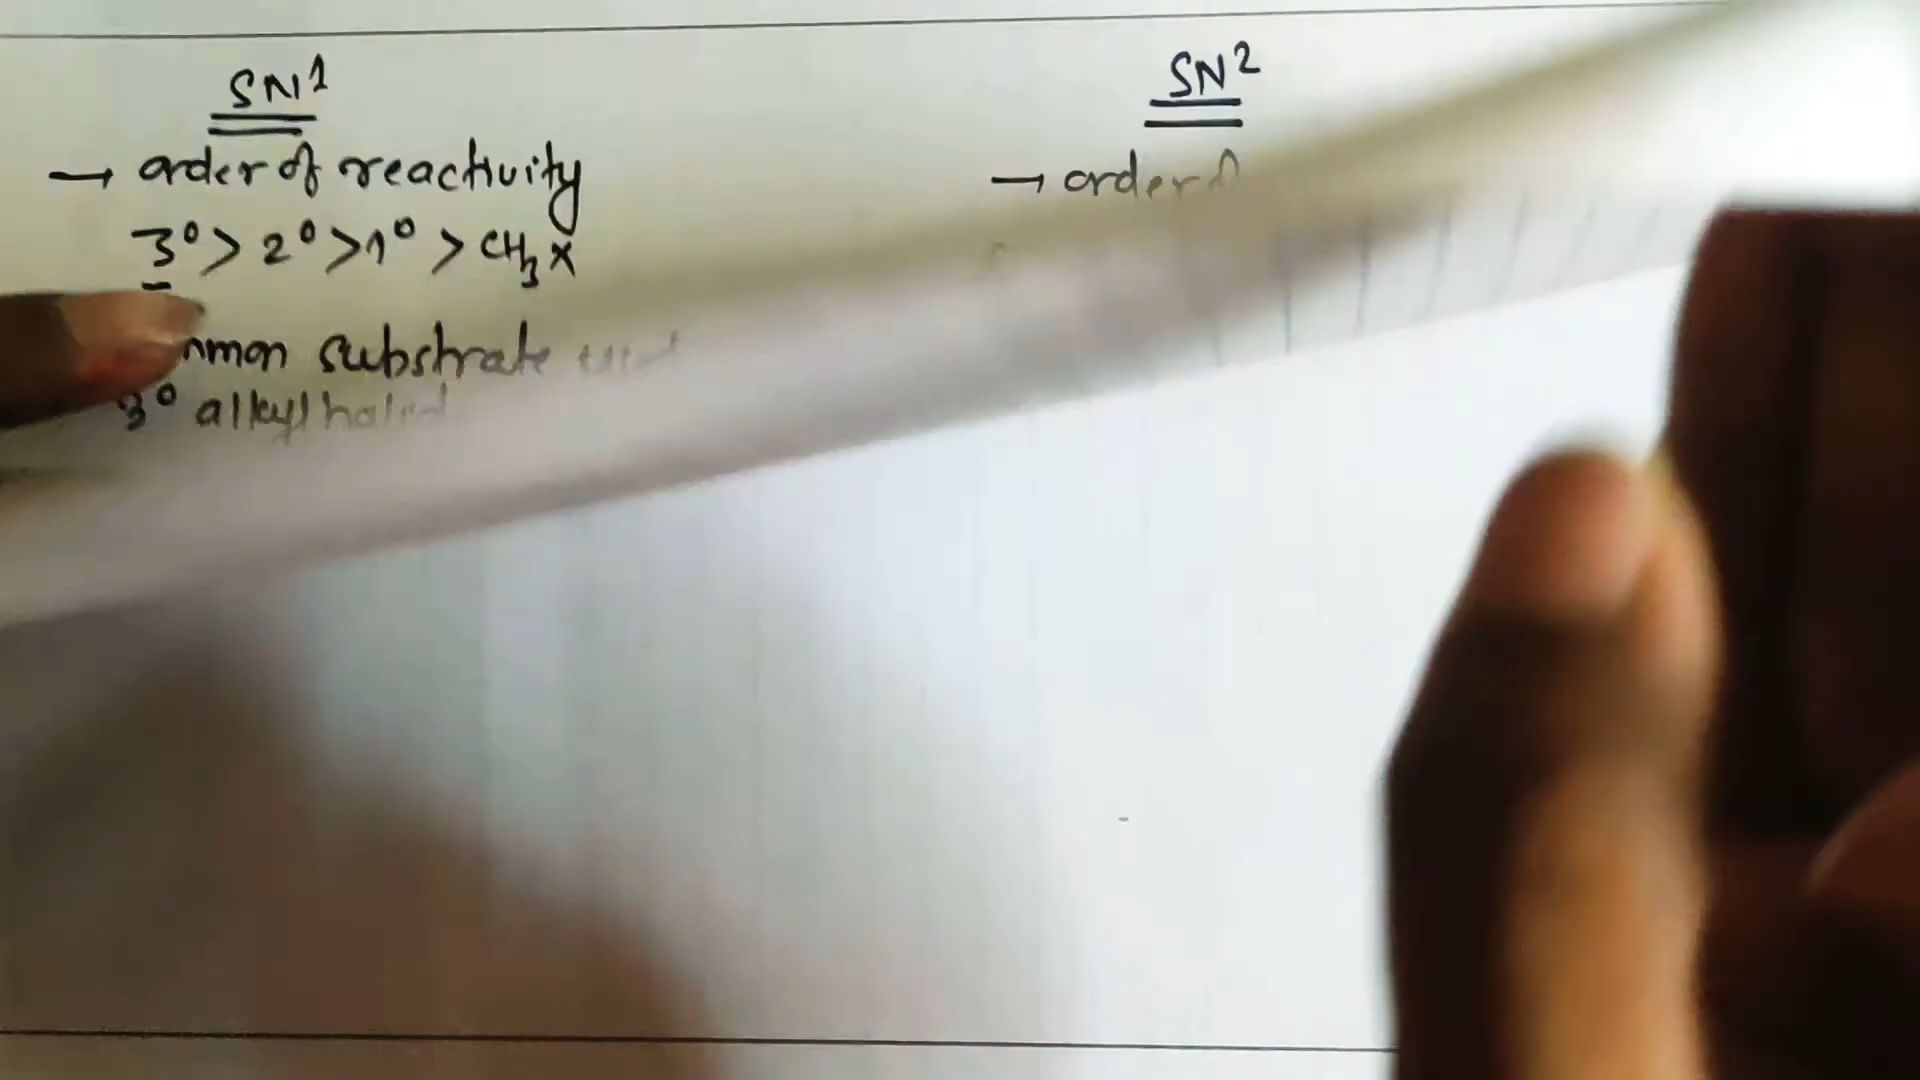 SN1
→ order of reactivity
3° > 2° > 1° > CH3X
substrate
3° alkyl
SN2
→ order